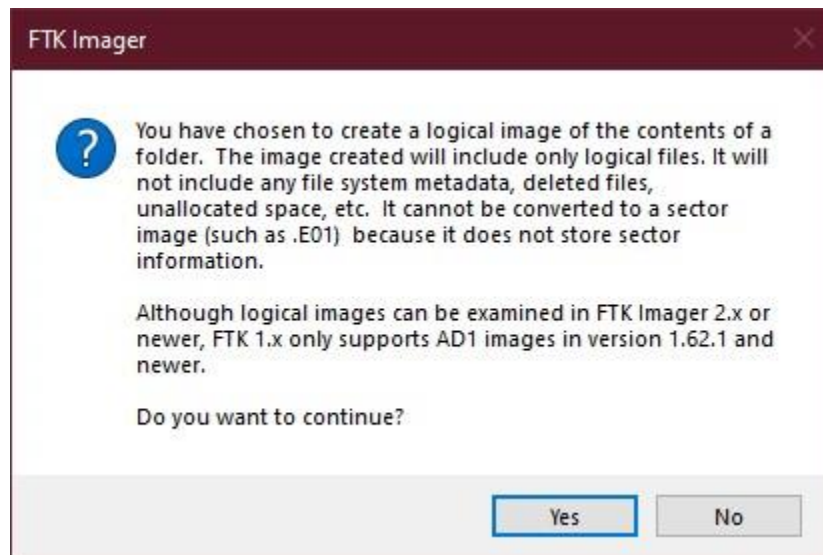 FTK Imager
You have chosen to create a logical image of the contents of a
folder.  The image created will include only logical files. It will
not include any file system metadata, deleted files,
unallocated space, etc.  It cannot be converted to a sector
image (such as .E01)  because it does not store sector
information.
Although logical images can be examined in FTK Imager 2.x or
newer, FTK 1.x only supports AD1 images in version 1.62.1 and
newer.
Do you want to continue?
Yes
No